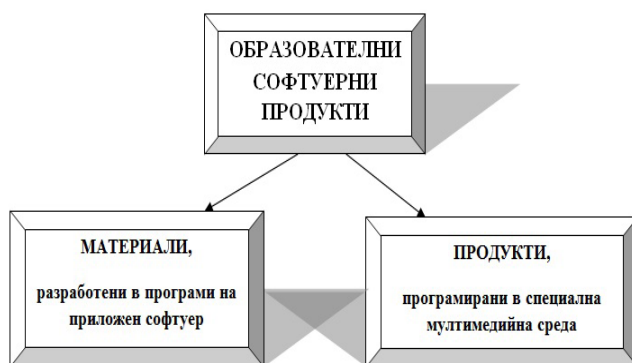 ОБРАЗОВАТЕЛНИ
СОФТУЕРНИ
ПРОДУКТИ
МАТЕРИАЛИ,
разработени в програми на
приложен софтуер
ПРОДУКТИ,
програмирани в специална
мултимедийна среда